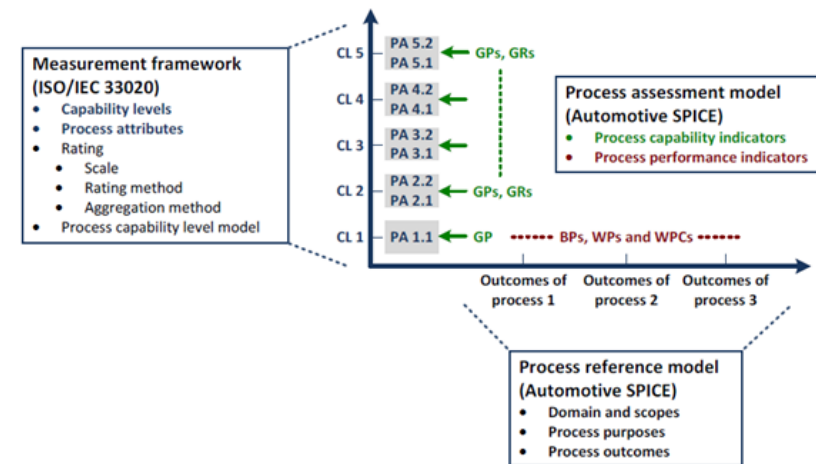 Measurement framework
(ISO/IEC 33020)
• Capability levels
• Process attributes
• Rating
• Scale
• Rating method
• Aggregation method
• Process capability level model
CL 5
PA 5.2
PA 5.1
GPs, GRs
CL 4
PA 4.2
PA 4.1
CL 3
PA 3.2
PA 3.1
CL 2
PA 2.2
PA 2.1
GPs, GRs
CL 1
PA 1.1
GP
BPs, WPs and WPCs
Process assessment model
(Automotive SPICE)
• Process capability indicators
• Process performance indicators
Outcomes of
process 1
Outcomes of
process 2
Outcomes of
process 3
Process reference model
(Automotive SPICE)
• Domain and scopes
• Process purposes
• Process outcomes